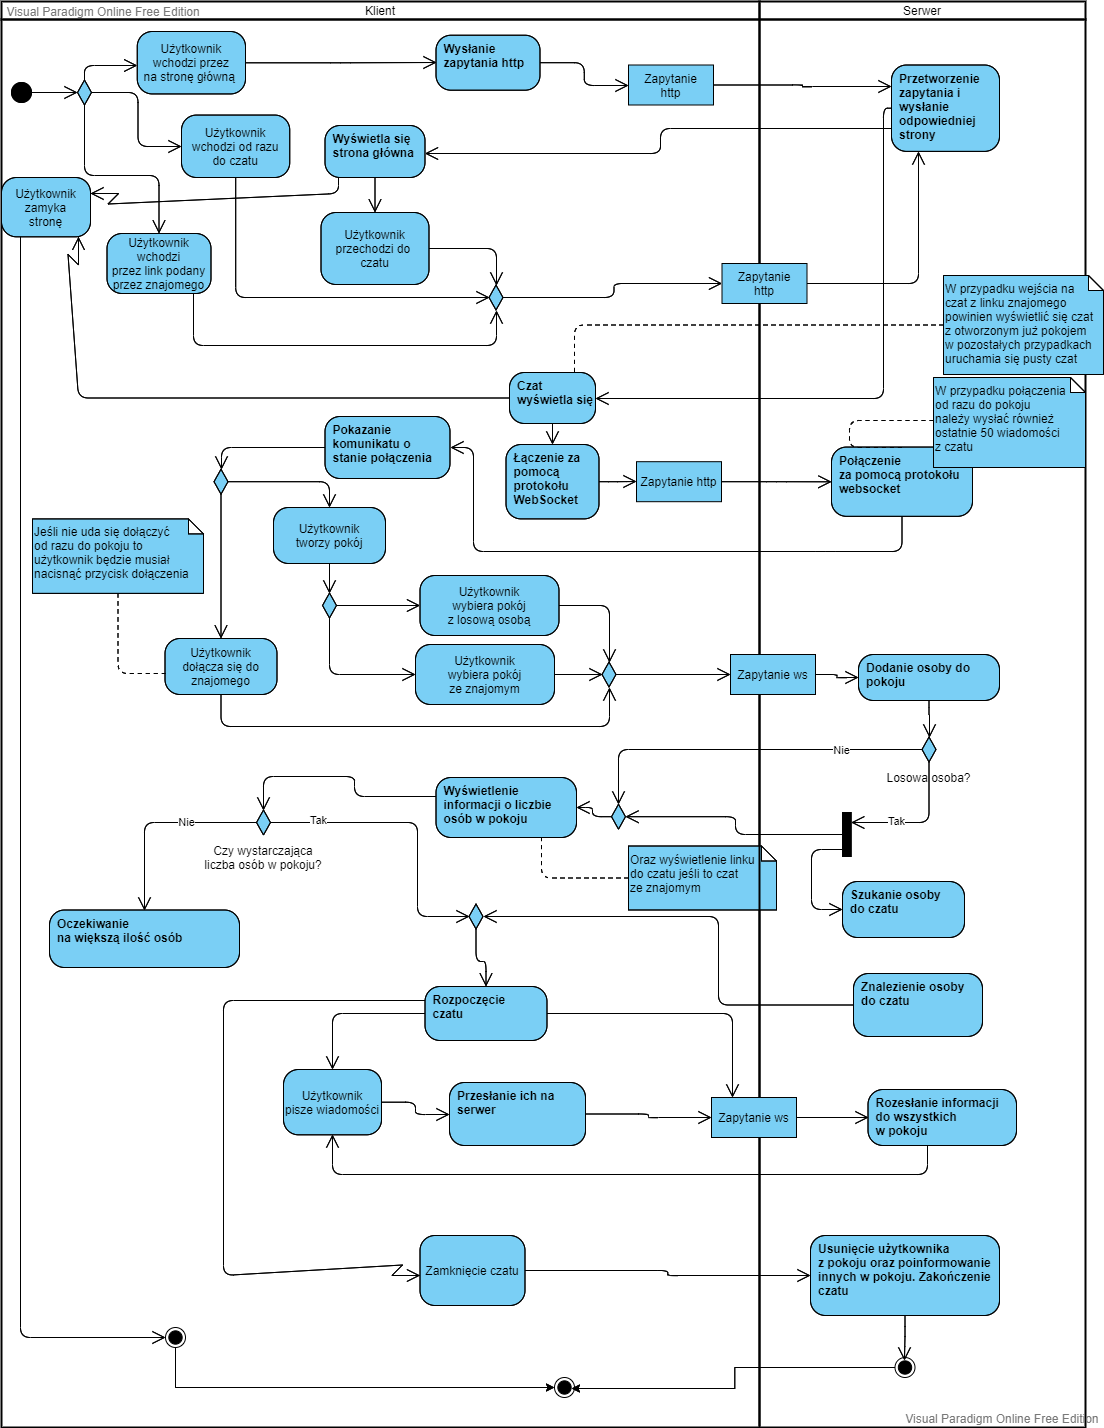 Visual Paradigm Online Free Edition
Klient
Serwer
Użytkownik
wchodzi przez
na stronę główną
Wysłanie
zapytania http
Zapytanie
http
Przetworzenie
zapytania i
wysłanie
odpowiedniej
strony
Użytkownik
wchodzi od razu
do czatu
Wyświetla się
strona główna
Użytkownik
zamyka
stronę
Użytkownik
wchodzi
przez link podany
przez znajomego
Użytkownik
przechodzi do
czatu
Zapytanie
http
W przypadku wejścia na
czat z linku znajomego
powinien wyświetlić się czat
z otworzonym już pokojem
w pozostałych przypadkach
uruchamia się pusty czat
Czat
wyświetla się
W przypadku połączenia
od razu do pokoju
należy wysłać również
ostatnie 50 wiadomości
z czatu
Pokazanie
komunikatu o
stanie połączenia
Łączenie za
pomocą
protokołu
WebSocket
Zapytanie http
Połączenie
za pomocą protokołu
websocket
Użytkownik
tworzy pokój
Jeśli nie uda się dołączyć
od razu do pokoju to
użytkownik będzie musiał
nacisnąć przycisk dołączenia
Użytkownik
wybiera pokój
z losową osobą
Użytkownik
dołącza się do
znajomego
Użytkownik
wybiera pokój
ze znajomym
Zapytanie ws
Dodanie osoby do
pokoju
Nie
Losowa osoba?
Wyświetlenie
informacji o liczbie
osób w pokoju
Nie
Tak
Tak
Czy wystarczająca
liczba osób w pokoju?
Oraz wyświetlenie linku
do czatu jeśli to czat
ze znajomym
Szukanie osoby
do czatu
Oczekiwanie
na większą ilość osób
Znalezienie osoby
do czatu
Rozpoczęcie
czatu
Użytkownik
pisze wiadomości
Przesłanie ich na
serwer
Zapytanie ws
Rozesłanie informacji
do wszystkich
w pokoju
Zamknięcie czatu
Usunięcie użytkownika
z pokoju oraz poinformowanie
innych w pokoju. Zakończenie
czatu
Visual Paradigm Online Free Edition